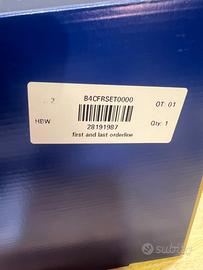 2 B4CFRSET0000 OT: 01
HBW 28191987 Qty: 1
first and last orderline
subito